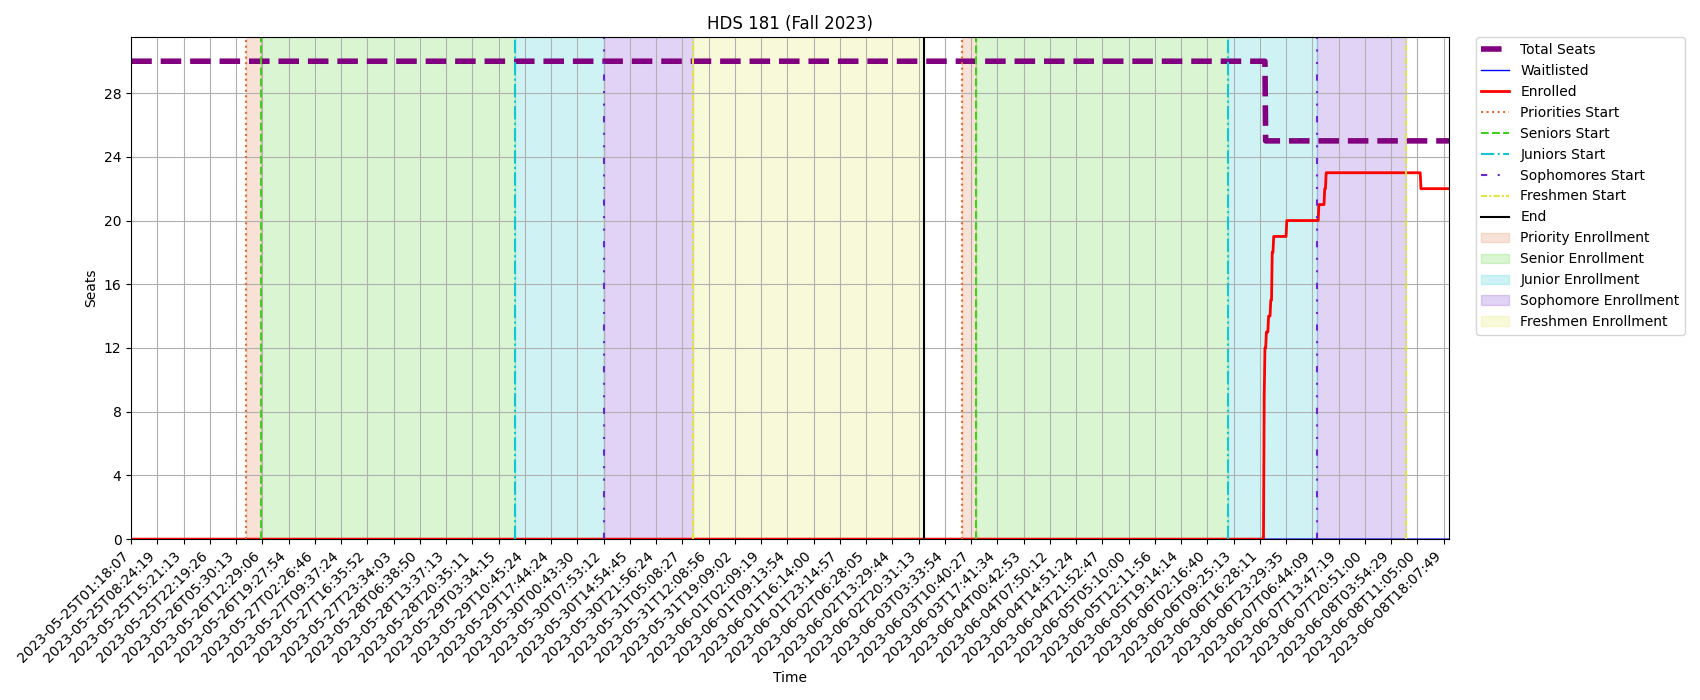 HDS 181 (Fall 2023)
Seats
28
24
20
16
12
8
4
0
2023-05-25T01:18:07
2023-05-25T08:24:19
2023-05-25T15:21:13
2023-05-25T22:19:26
2023-05-26T05:30:13
2023-05-26T12:29:06
2023-05-26T19:27:54
2023-05-27T02:26:46
2023-05-27T09:37:24
2023-05-27T16:35:52
2023-05-27T23:34:03
2023-05-28T06:38:50
2023-05-28T13:37:13
2023-05-28T20:35:11
2023-05-29T03:34:15
2023-05-29T10:45:24
2023-05-29T17:44:24
2023-05-30T00:43:30
2023-05-30T07:53:12
2023-05-30T14:54:45
2023-05-30T21:56:24
2023-05-31T05:08:27
2023-05-31T12:08:56
2023-05-31T19:09:02
2023-06-01T02:09:19
2023-06-01T09:13:54
2023-06-01T16:14:00
2023-06-01T23:14:57
2023-06-02T06:28:05
2023-06-02T13:29:44
2023-06-02T20:31:13
2023-06-03T03:33:54
2023-06-03T10:40:27
2023-06-03T17:41:34
2023-06-04T00:42:53
2023-06-04T07:50:12
2023-06-04T14:51:24
2023-06-04T21:52:47
2023-06-05T05:10:00
2023-06-05T12:11:56
2023-06-05T19:14:14
2023-06-06T02:16:40
2023-06-06T09:25:13
2023-06-06T16:28:11
2023-06-06T23:29:35
2023-06-07T06:44:09
2023-06-07T13:47:19
2023-06-07T20:51:00
2023-06-08T03:54:29
2023-06-08T11:05:00
2023-06-08T18:07:49
Time
Total Seats
Waitlisted
Enrolled
Priorities Start
Seniors Start
Juniors Start
Sophomores Start
Freshmen Start
End
Priority Enrollment
Senior Enrollment
Junior Enrollment
Sophomore Enrollment
Freshmen Enrollment